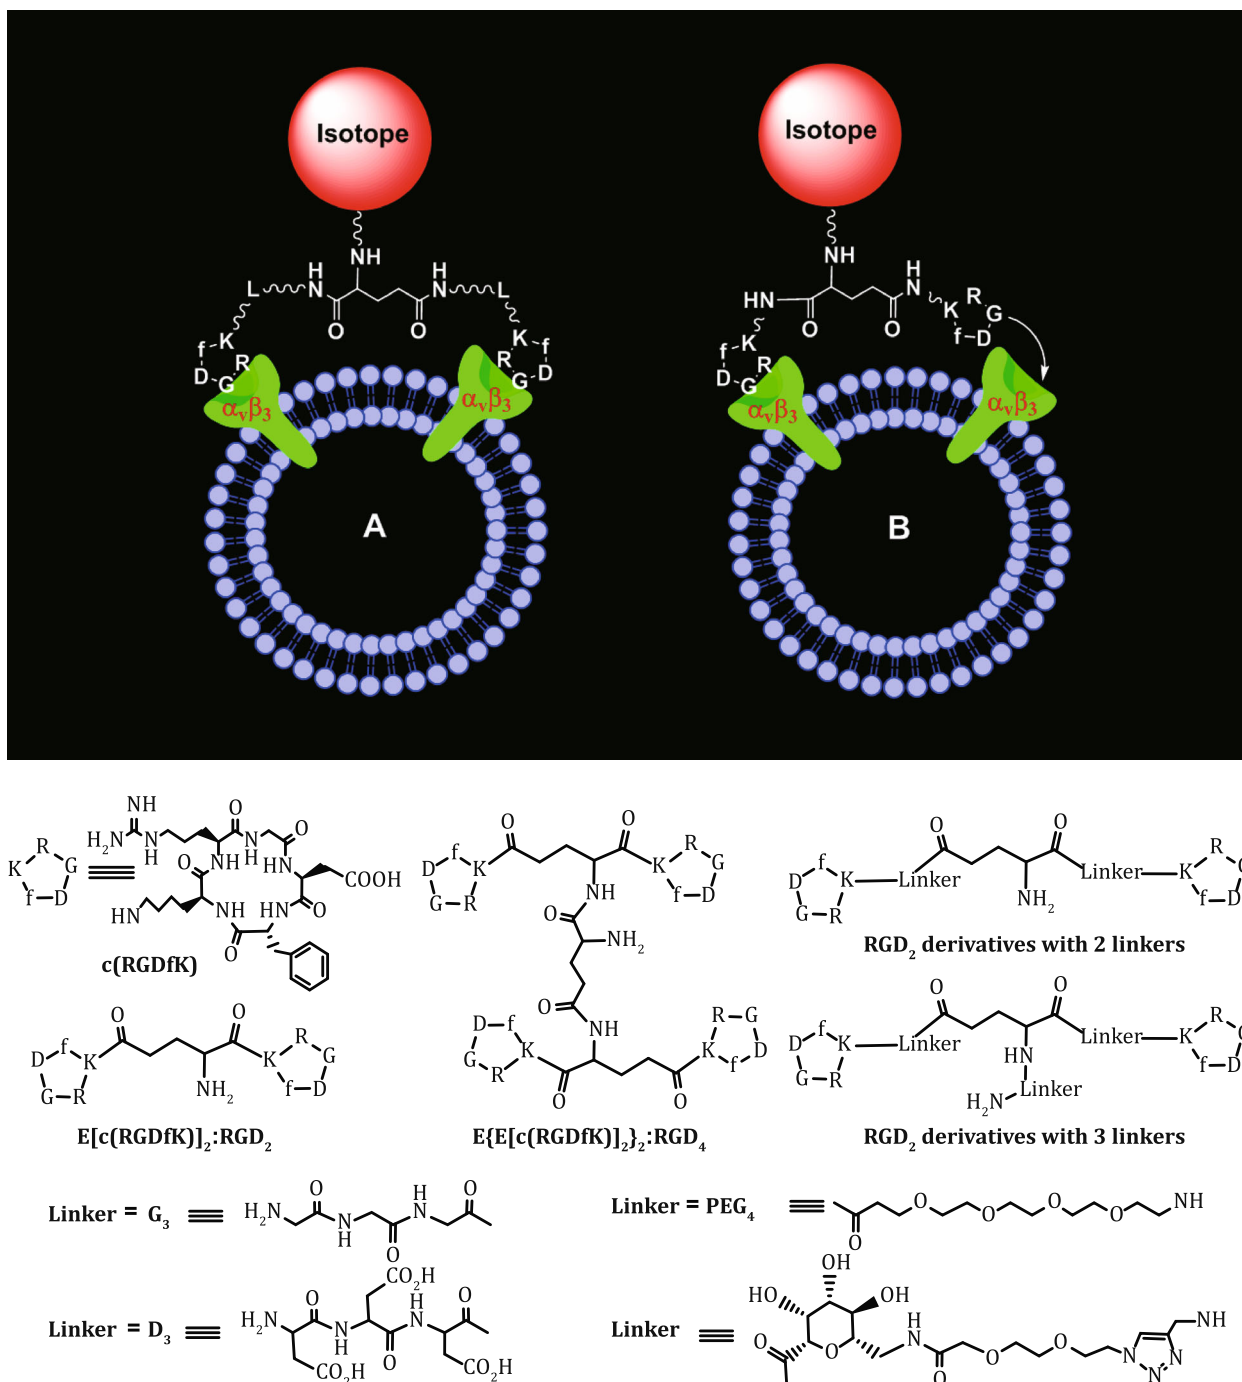 Isotope
Isotope
NH
H
N
H
N
L
L
O
O
f
K
R
D
G
K
f
R
D
G
αvβ3
αvβ3
A
NH
HN
H
N
O
O
K
R
G
f
D
f
K
R
D
G
αvβ3
αvβ3
B
K
R
G
f
D
NH
H2N
N
H
O
N
H
O
NH
HN
COOH
O
O
HN
NH
HN
O
O
c(RGDfK)
O
O
D
f
K
G
R
NH2
K
R
G
f
D
E[c(RGDfK)]2:RGD2
O
O
D
f
K
G
R
K
R
G
f
D
NH
O
NH2
O
NH
D
f
K
G
R
O
O
K
R
G
f
D
E{E[c(RGDfK)]2}2:RGD4
O
O
D
f
K
G
R
Linker
NH2
Linker
K
R
G
f
D
RGD2 derivatives with 2 linkers
O
O
D
f
K
G
R
Linker
HN
Linker
H2N
Linker
K
R
G
f
D
RGD2 derivatives with 3 linkers
Linker = G3
H2N
O
N
H
O
H
N
O
Linker = PEG4
O
O
O
O
O
NH
Linker = D3
H2N
O
N
H
CO2H
O
H
N
O
CO2H
CO2H
Linker
OH
HO
OH
O
O
H
N
O
O
O
N
N
N
NH